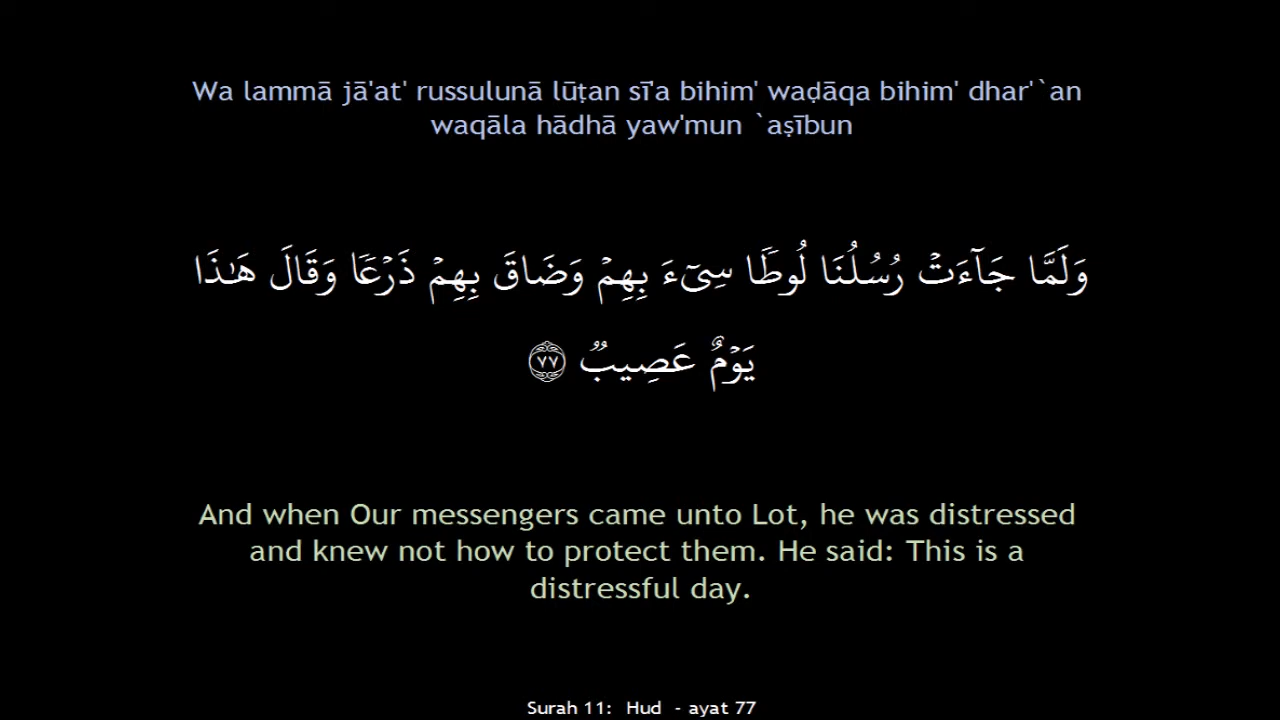 Wa lammā jā'at' russulunā lūṭan sī'a bihim' waḍāqa bihim' dhar'`an
waqāla hādhā yaw'mun `aṣībun
وَلَمَّا جَآءَتْ رُسُلُنَا لُوطًا سِيٓءَ بِهِمْ وَضَاقَ بِهِمْ ذَرْعًا وَقَالَ هَـٰذَا
يَوْمٌ عَصِيبٌ ٧٧
And when Our messengers came unto Lot, he was distressed
and knew not how to protect them. He said: This is a
distressful day.
Surah 11: Hud - ayat 77